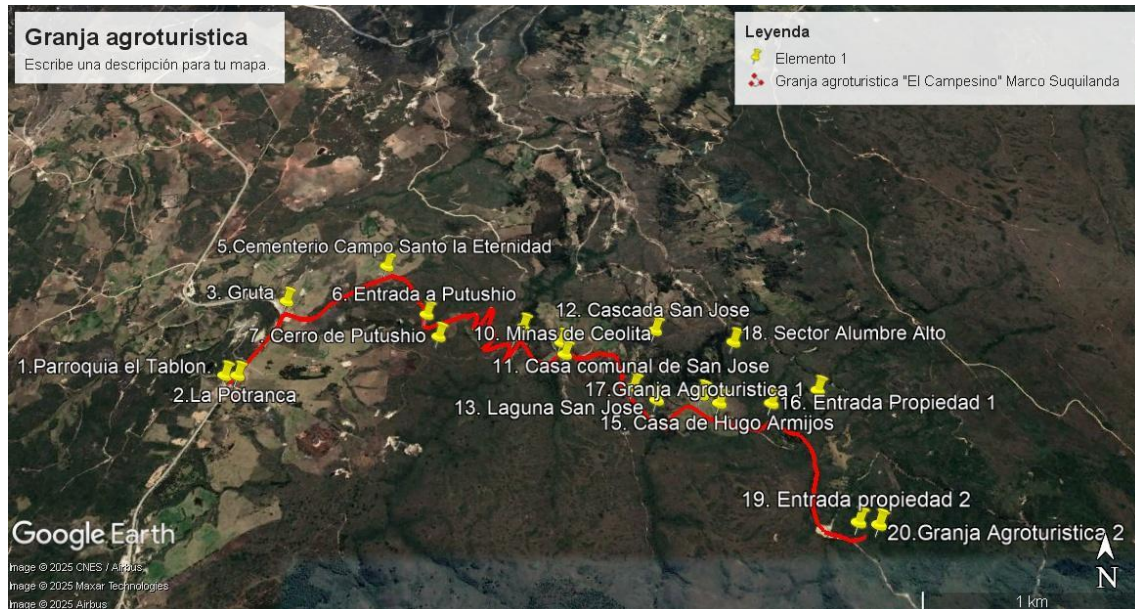 Granja agroturistica
Escribe una descripción para tu mapa.
Leyenda
Elemento 1
Granja agroturistica "El Campesino" Marco Suquilanda
5.Cementerio Campo Santo la Eternidad
3. Gruta
6. Entrada a Putushio
12. Cascada San Jose
7. Cerro de Putushio
10. Minas de Ceolita
18. Sector Alumbre Alto
1.Parroquia el Tablon
11. Casa comunal de San Jose
2.La Potranca
17.Granja Agroturistica 1
13. Laguna San Jose
16. Entrada Propiedad 1
15. Casa de Hugo Armijos
19. Entrada propiedad 2
20.Granja Agroturistica 2
Google Earth
Image © 2025 CNES / Airbus
Image © 2025 Maxar Technologies
Image © 2025 Airbus
N
1 km